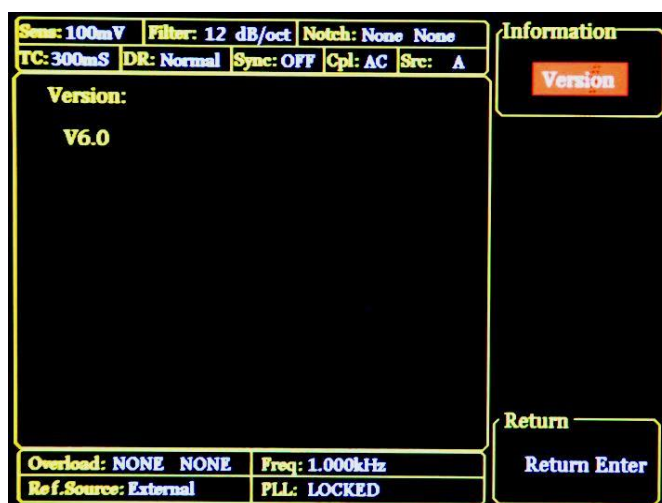 Sens: 100mV Filter: 12 dB/oct Notch: None None
TC: 300mS DR: Normal Sync: OFF Cpl: AC Src: A
Information
Version
Version:
V6.0
Return
Return Enter
Overload: NONE NONE Freq: 1.000kHz
Ref.Source: External PLL: LOCKED